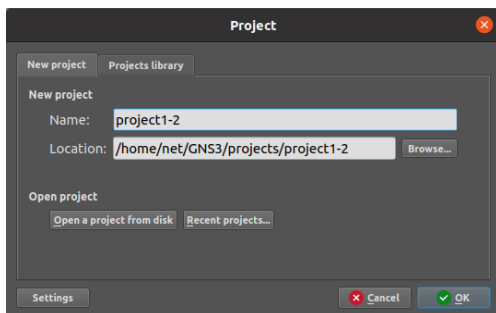 Project
New project Projects library
New project
Name: project1-2
Location: /home/net/GNS3/projects/project1-2 Browse...
Open project
Open a project from disk Recent projects...
Settings Cancel OK